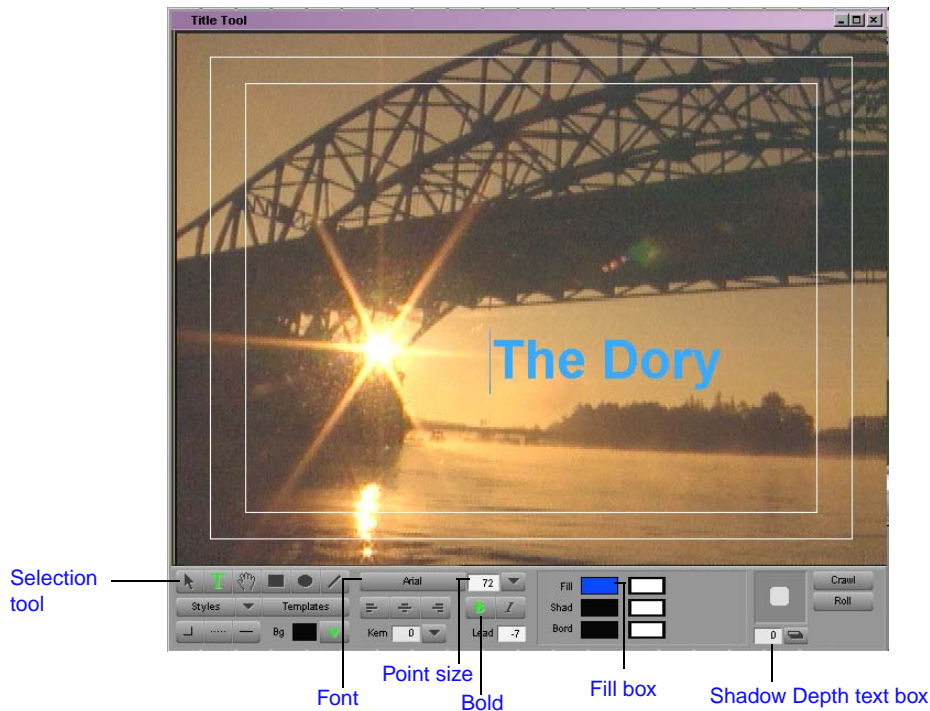 Title Tool
The Dory
Selection
tool
Arial
72
Fill
Crawl
Styles
Templates
B
I
Shad
Roll
Bg
V
Kern
0
Lead
-7
Bord
0
Font
Point size
Bold
Fill box
Shadow Depth text box